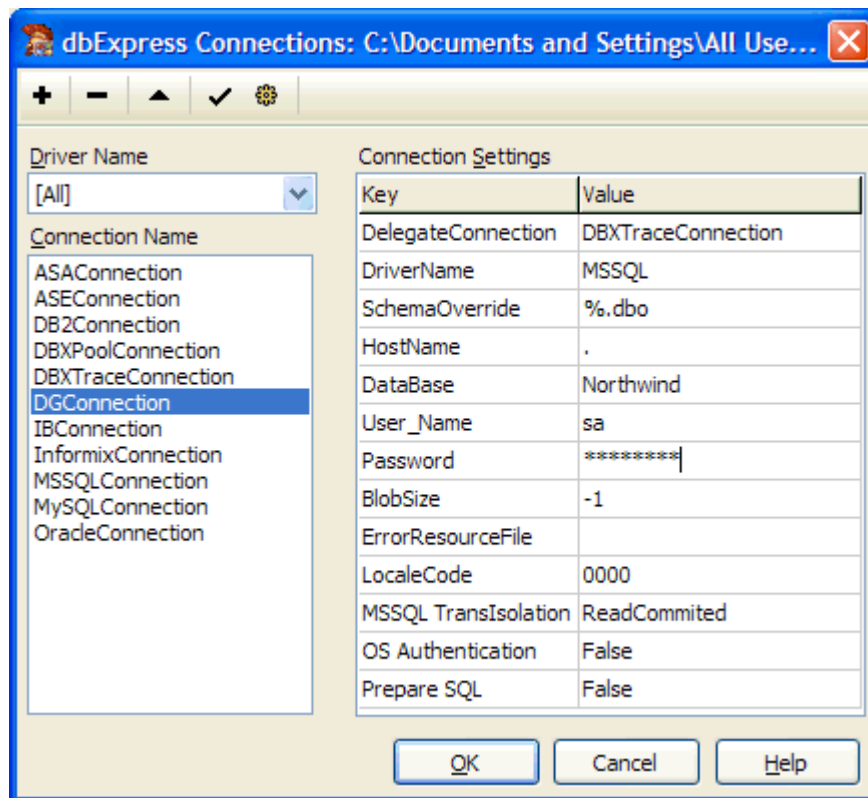 dbExpress Connections: C:\Documents and Settings\All Use...
Driver Name
[All]
Connection Name
ASAConnection
ASEConnection
DB2Connection
DBXPoolConnection
DBXTraceConnection
DGConnection
IBConnection
InformixConnection
MSSQLConnection
MySQLConnection
OracleConnection
Connection Settings
Key Value
DelegateConnection DBXTraceConnection
DriverName MSSQL
SchemaOverride %.dbo
HostName .
DataBase Northwind
User_Name sa
Password ********
BlobSize -1
ErrorResourceFile
LocaleCode 0000
MSSQL TransIsolation ReadCommited
OS Authentication False
Prepare SQL False
OK Cancel Help